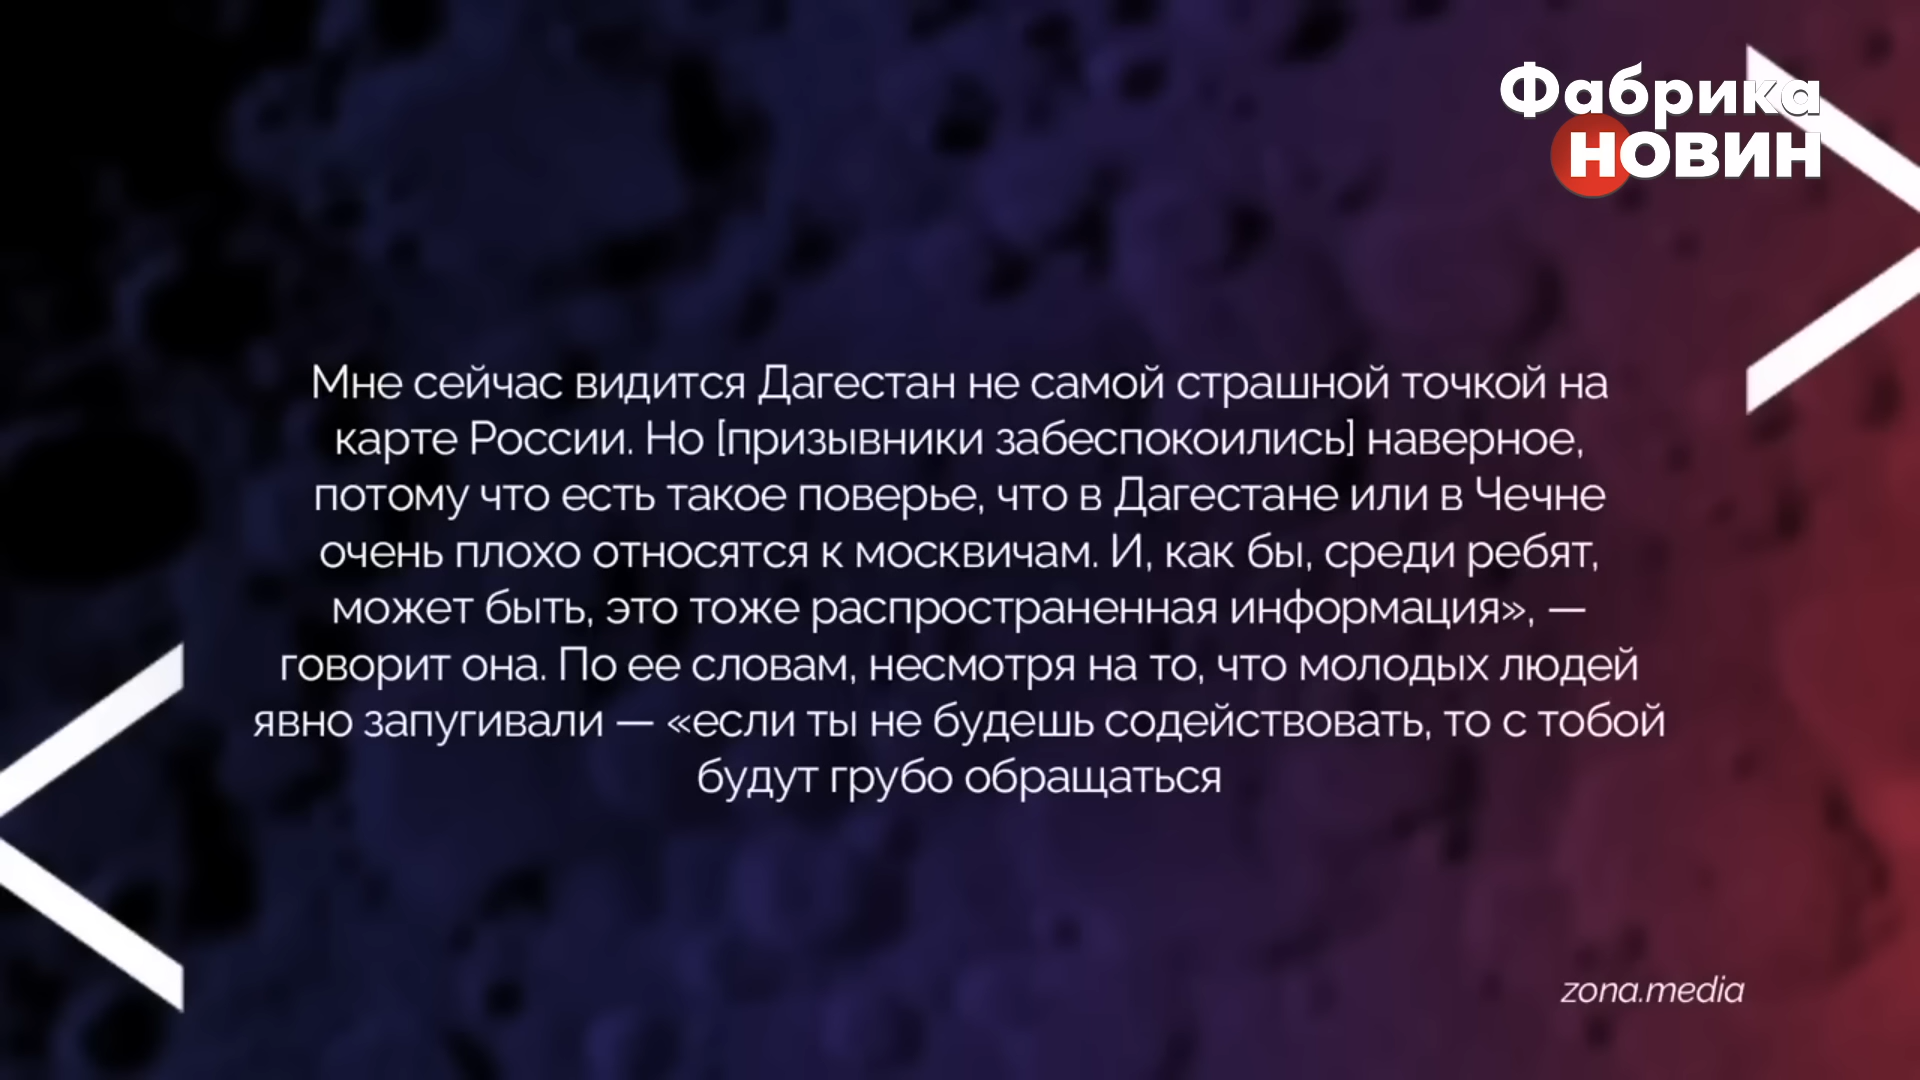 Фабрика
новин
Мне сейчас видится Дагестан не самой страшной точкой на
карте России. Но [призывники забеспокоились] наверное,
потому что есть такое поверье, что в Дагестане или в Чечне
очень плохо относятся к москвичам. И, как бы, среди ребят,
может быть, это тоже распространенная информация», —
говорит она. По ее словам, несмотря на то, что молодых людей
явно запугивали — «если ты не будешь содействовать, то с тобой
будут грубо обращаться
zona.media